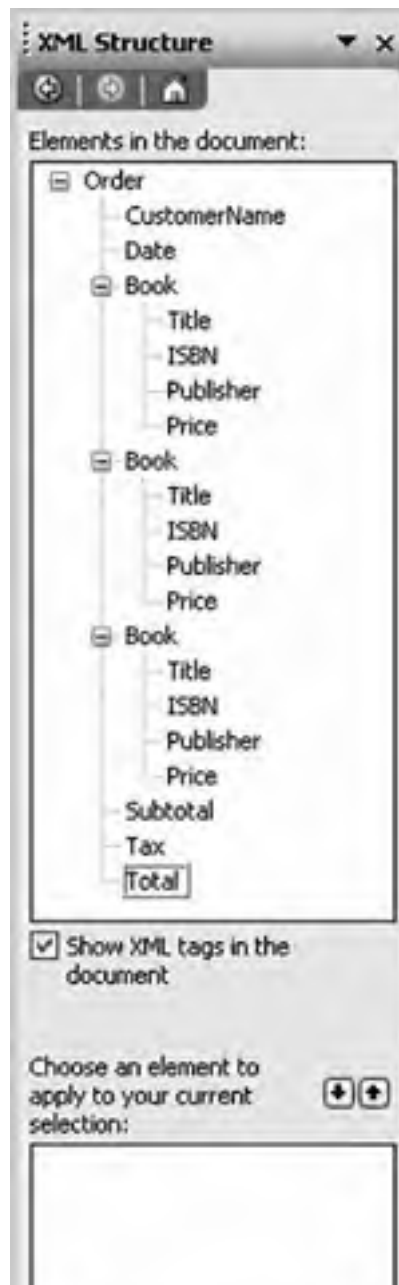 XML Structure
Elements in the document:
Order
CustomerName
Date
Book
Title
ISBN
Publisher
Price
Book
Title
ISBN
Publisher
Price
Book
Title
ISBN
Publisher
Price
Subtotal
Tax
Total
Show XML tags in the
document
Choose an element to
apply to your current
selection: